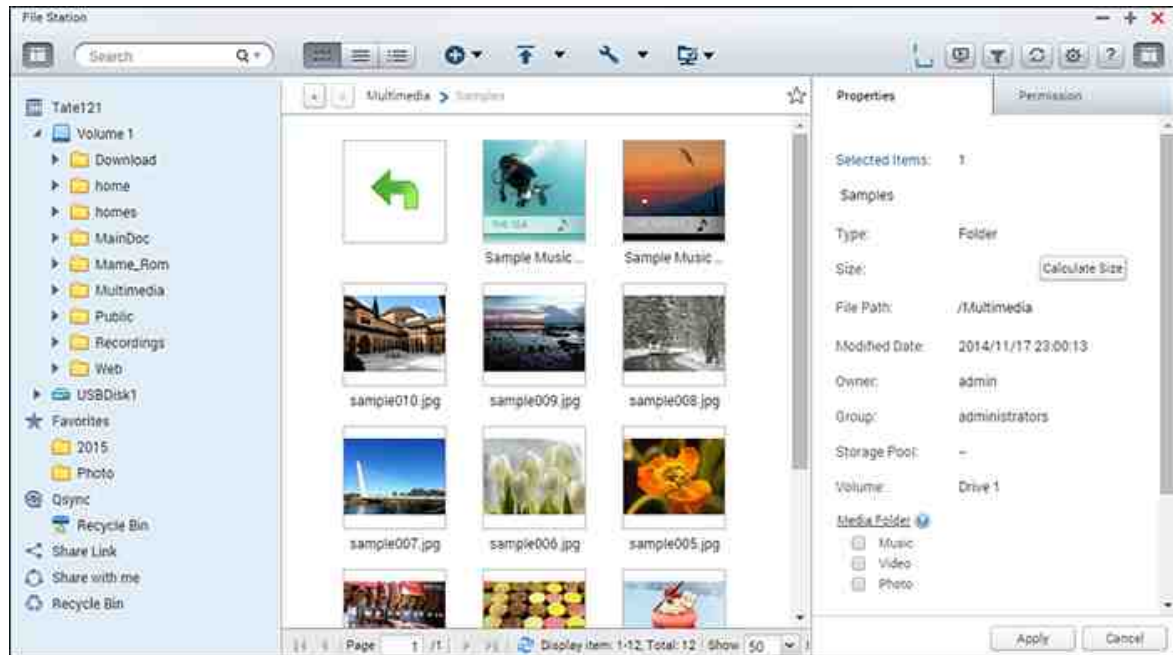 File Station
Search
Multimedia > Samples
Properties
Permission
Tate121
Volume 1
Download
home
homes
MainDoc
Mame_Rom
Multimedia
Public
Recordings
Web
USBDisk1
Favorites
2015
Photo
Qsync
Recycle Bin
Share Link
Share with me
Recycle Bin
THE SEA
Sample Music ...
Sample Music ...
sample010.jpg
sample009.jpg
sample008.jpg
sample007.jpg
sample006.jpg
sample005.jpg
Page 1 /1
Display item: 1-12, Total: 12
Show 50
Selected Items: 1
Samples
Type: Folder
Size: Calculate Size
File Path: /Multimedia
Modified Date: 2014/11/17 23:00:13
Owner: admin
Group: administrators
Storage Pool: --
Volume: Drive 1
Media Folder
Music
Video
Photo
Apply
Cancel